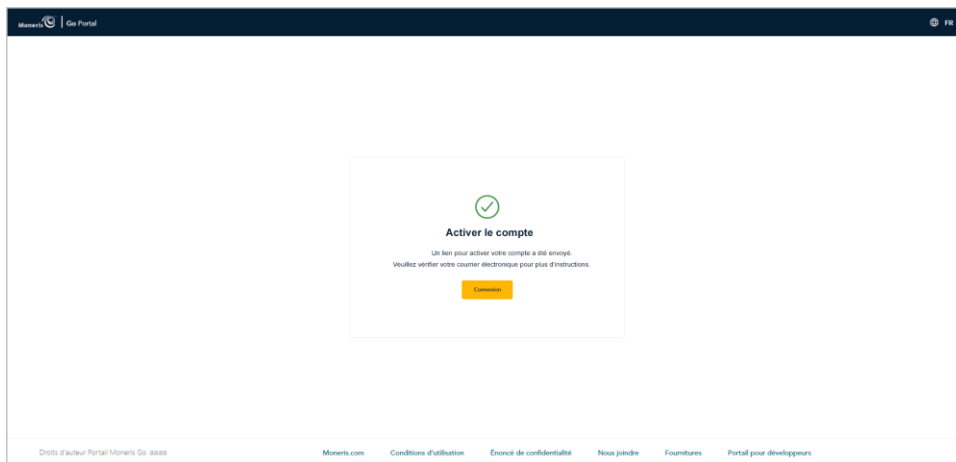 Moneris Go Portal
FR
Activer le compte
Un lien pour activer votre compte a été envoyé.
Veuillez vérifier votre courrier électronique pour plus d'instructions.
Connexion
Droits d'auteur Portail Moneris Go aaaa
Moneris.com Conditions d'utilisation Énoncé de confidentialité Nous joindre Fournitures Portail pour développeurs